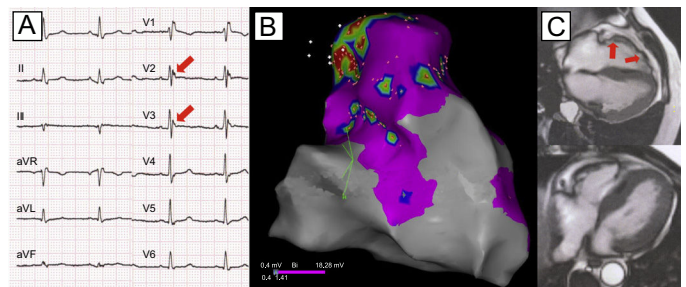 A
V1
II V2
III V3
aVR V4
aVL V5
aVF V6
B
0,4 mV Bi 18,28 mV
0.4 1.41
C